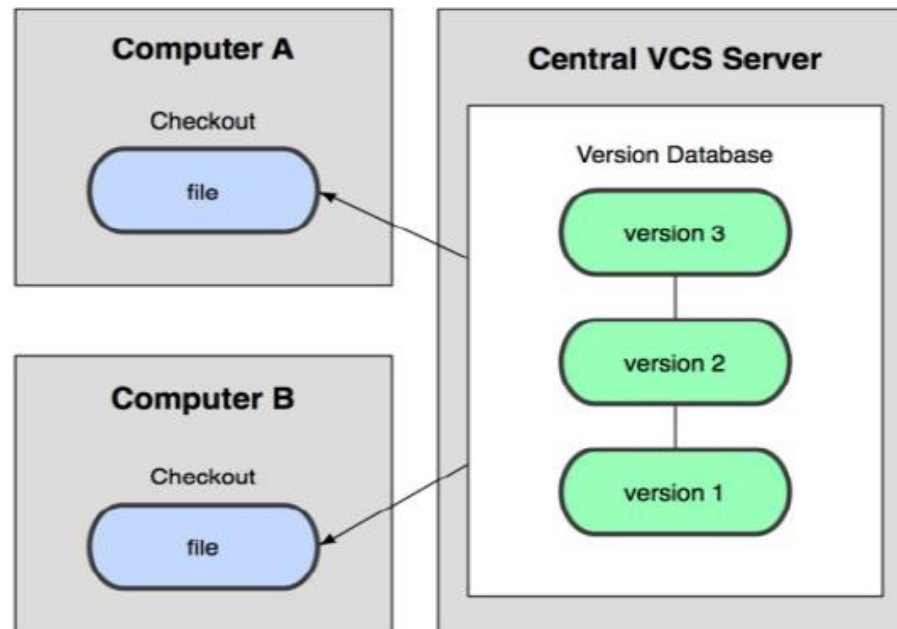 Computer A
Checkout
file
Computer B
Checkout
file
Central VCS Server
Version Database
version 3
version 2
version 1